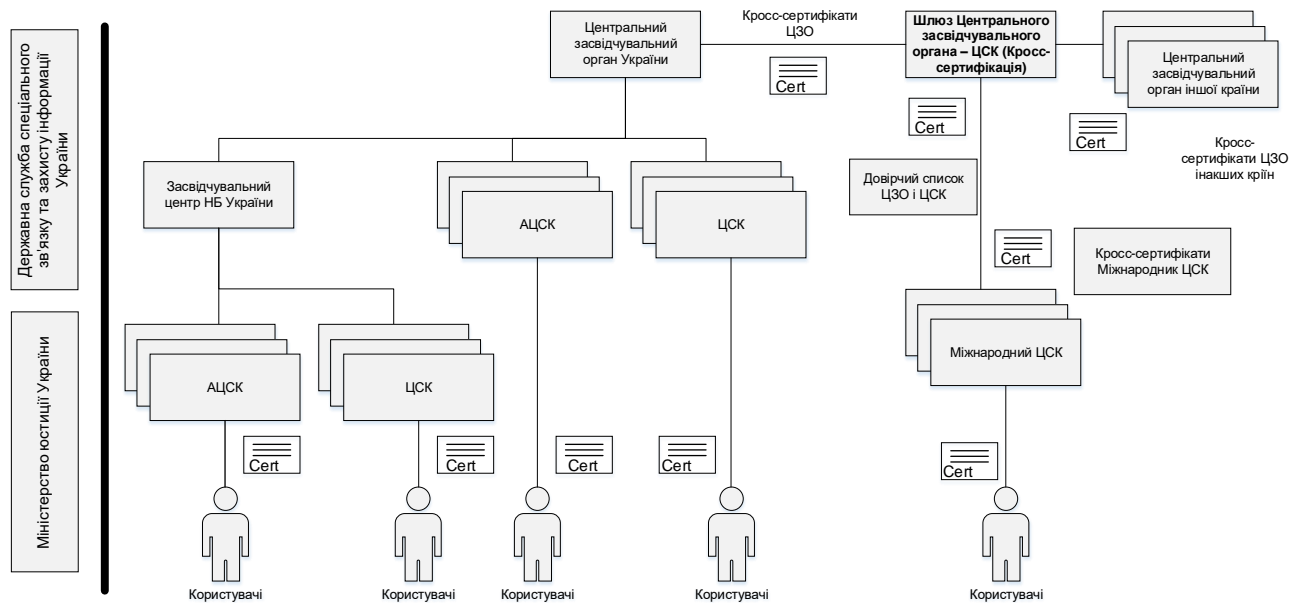 Державна служба спеціального
зв'язку та захисту інформації
України
Міністерство юстиції України
Центральний
засвідчувальний
орган України
Кросс-сертифікати
ЦЗО
Cert
Шлюз Центрального
засвідчувального
органа – ЦСК (Кросс-
сертифікація)
Центральний
засвідчувальний
орган іншої країни
Cert
Cert
Кросс-
сертифікати ЦЗО
інакших кріїн
Засвідчувальний
центр НБ України
АЦСК
ЦСК
Довірчий список
ЦЗО і ЦСК
Cert
Кросс-сертифікати
Міжнародник ЦСК
АЦСК
ЦСК
Міжнародний ЦСК
Cert
Cert
Cert
Cert
Cert
Користувачі
Користувачі
Користувачі
Користувачі
Користувачі